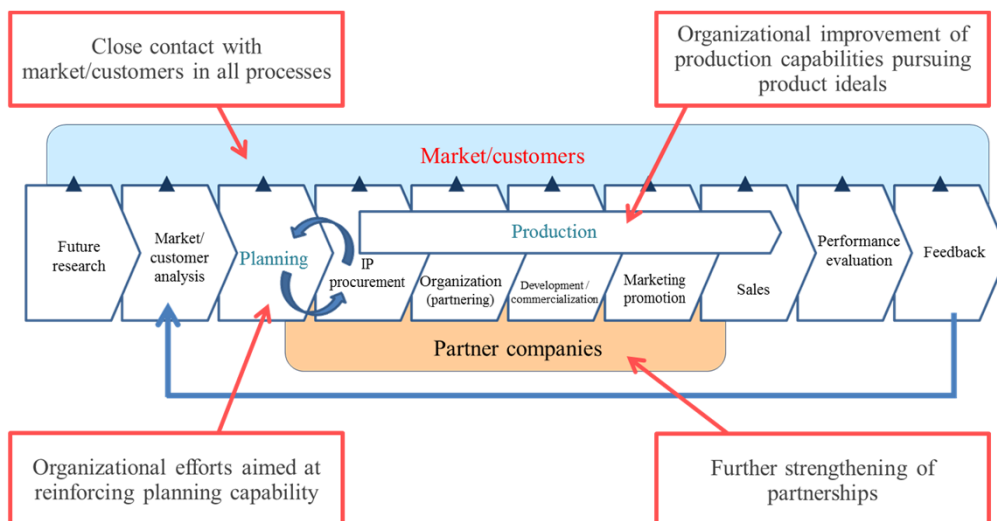 Close contact with
market/customers in all processes
Organizational improvement of
production capabilities pursuing
product ideals
Market/customers
Future
research
Market/
customer
analysis
Planning
IP
procurement
Production
Organization
(partnering)
Development /
commercialization
Marketing
promotion
Sales
Performance
evaluation
Feedback
Partner companies
Organizational efforts aimed at
reinforcing planning capability
Further strengthening of
partnerships